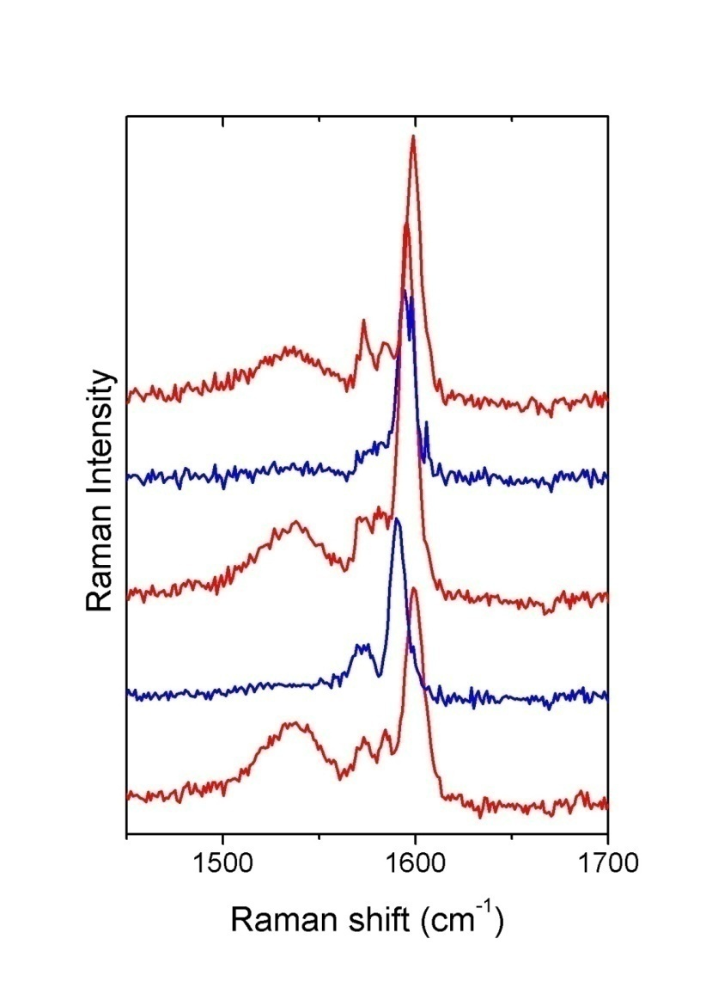 Raman Intensity
1500 1600 1700
Raman shift (cm⁻¹)